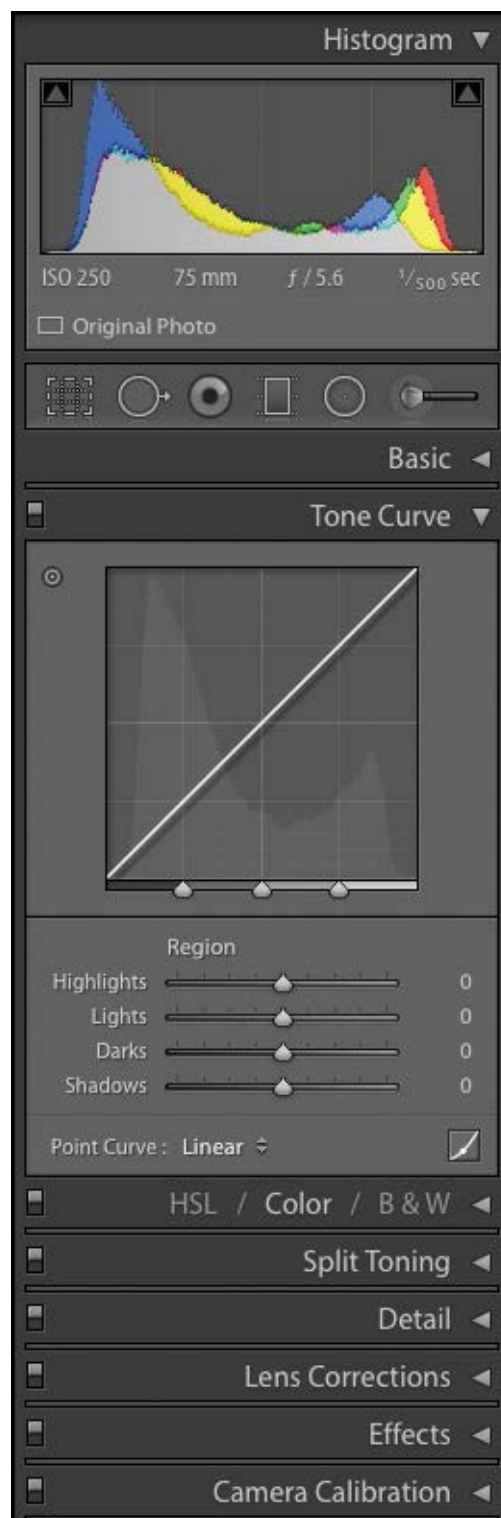 Histogram
ISO 250 75 mm ƒ / 5.6 1/500 sec
Original Photo
Basic
Tone Curve
Region
Highlights 0
Lights 0
Darks 0
Shadows 0
Point Curve : Linear
HSL / Color / B & W
Split Toning
Detail
Lens Corrections
Effects
Camera Calibration